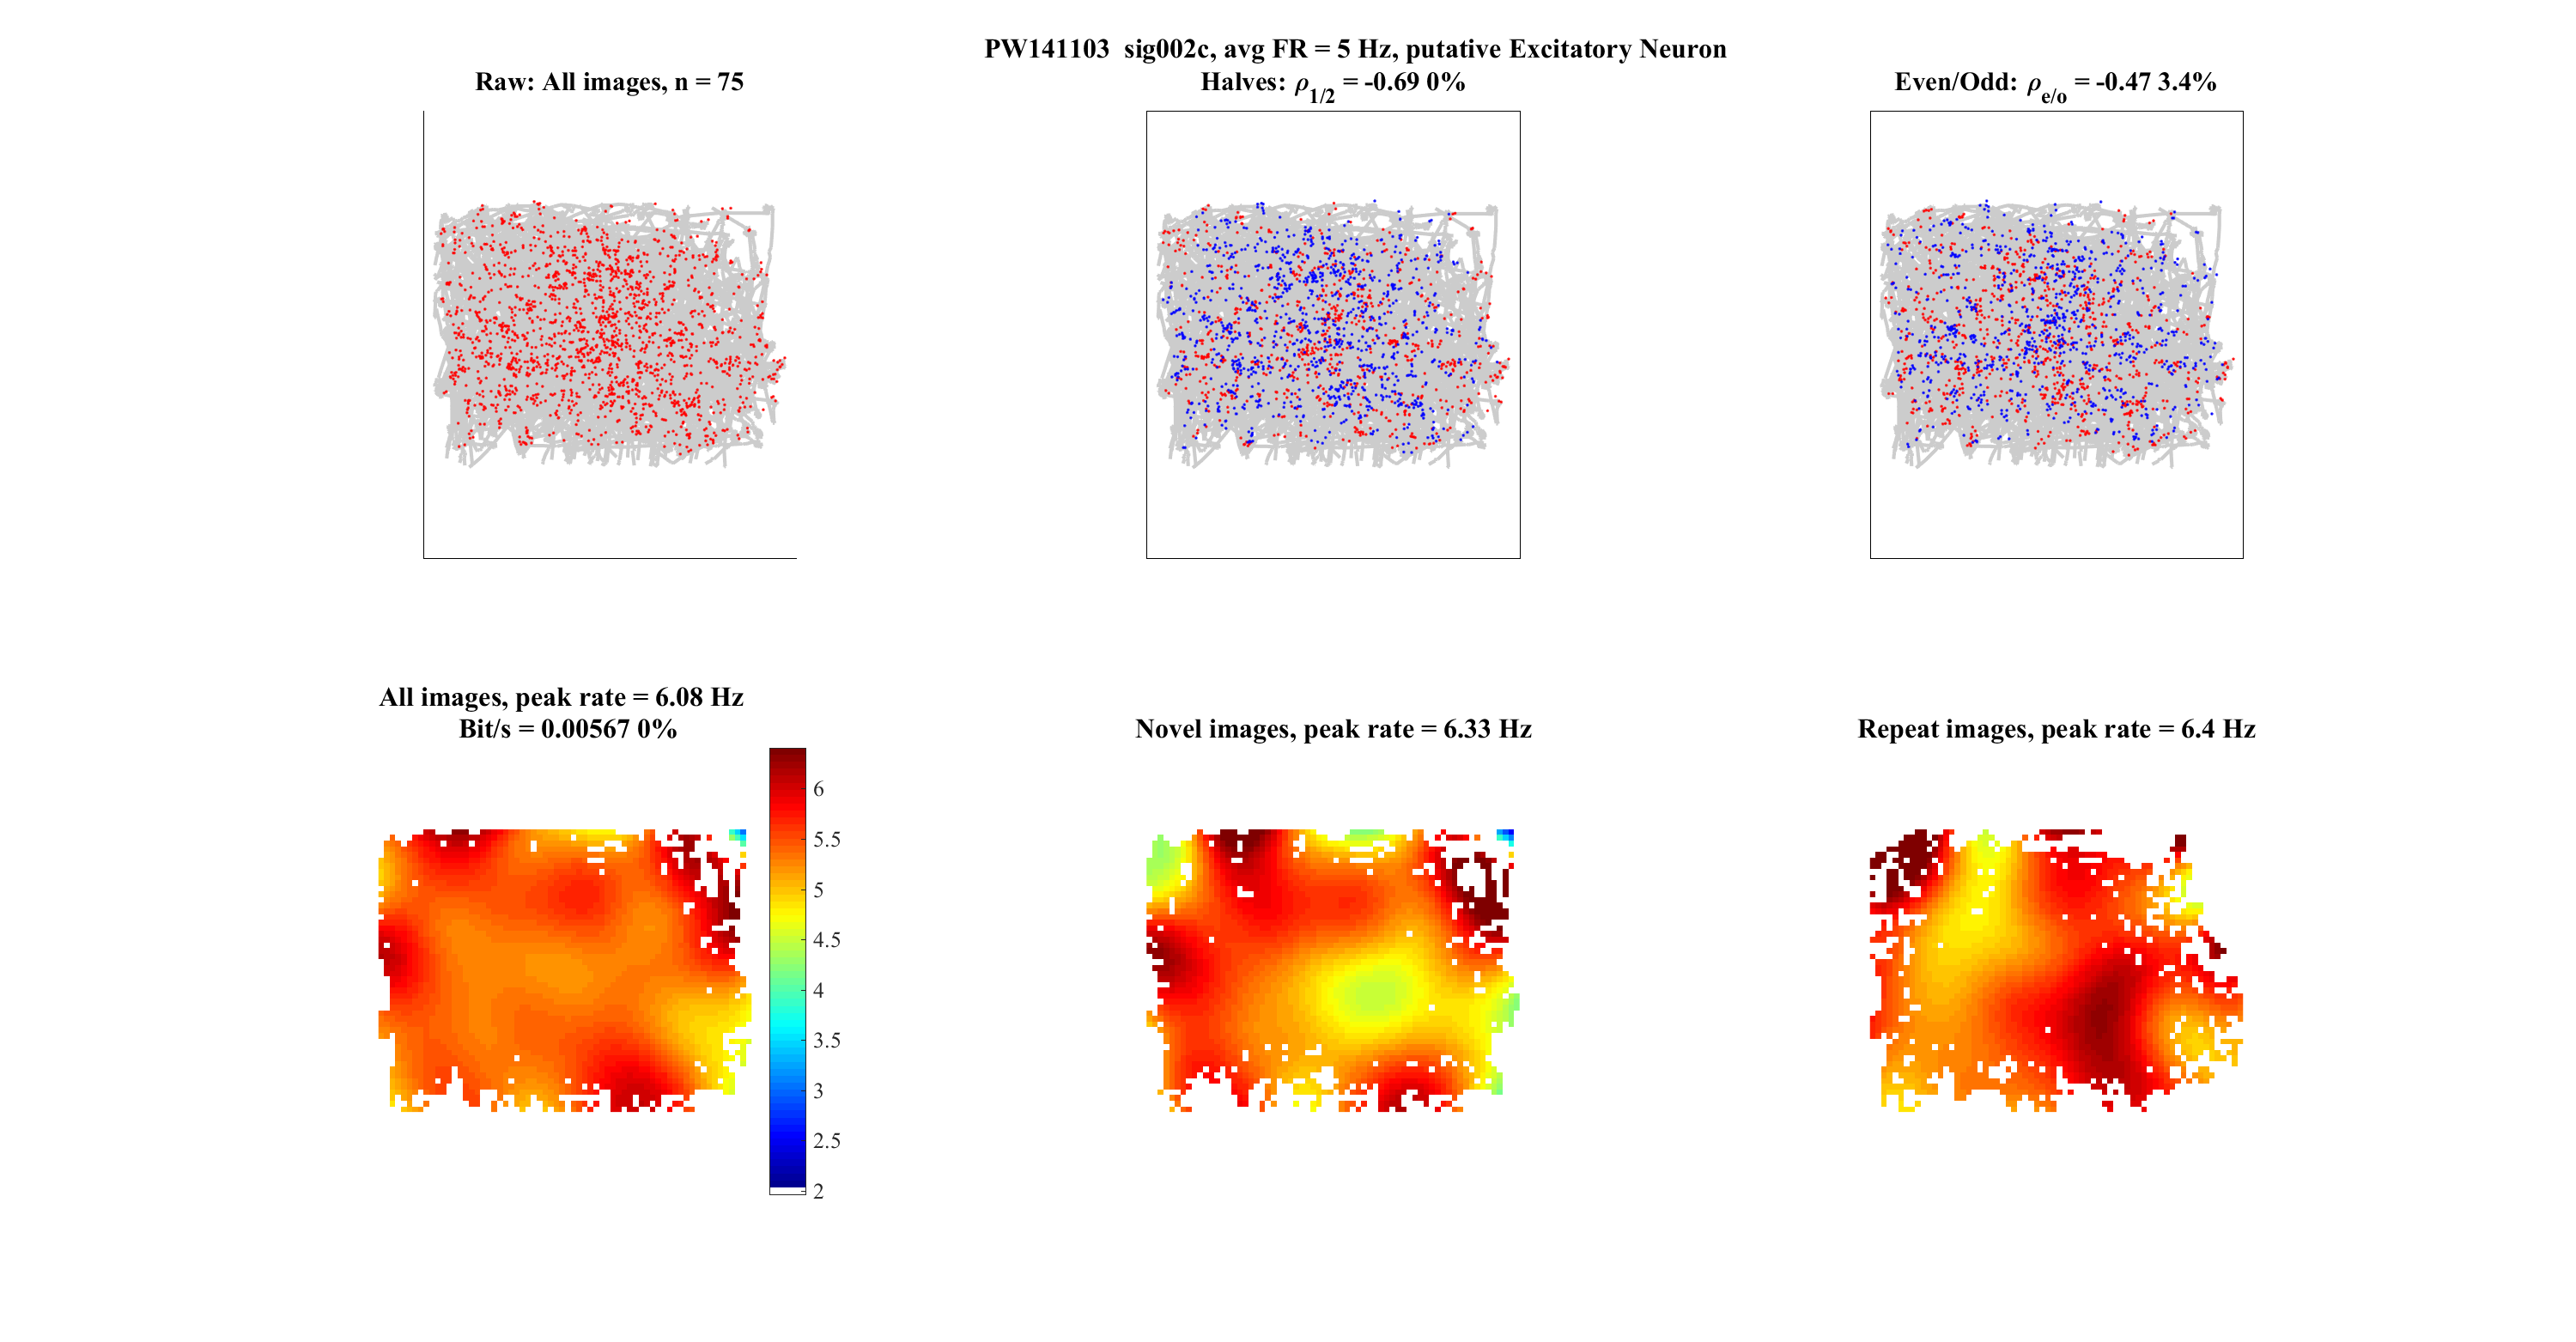 PW141103 sig002c, avg FR = 5 Hz, putative Excitatory Neuron
Raw: All images, n = 75
Halves: ρ1/2 = -0.69 0%
Even/Odd: ρe/o = -0.47 3.4%
All images, peak rate = 6.08 Hz
Bit/s = 0.00567 0%
Novel images, peak rate = 6.33 Hz
Repeat images, peak rate = 6.4 Hz
6
5.5
5
4.5
4
3.5
3
2.5
2